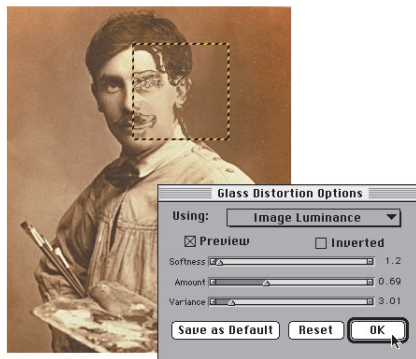 Glass Distortion Options
Using: Image Luminance
Preview Inverted
Softness 1.2
Amount 0.69
Variance 3.01
Save as Default Reset OK